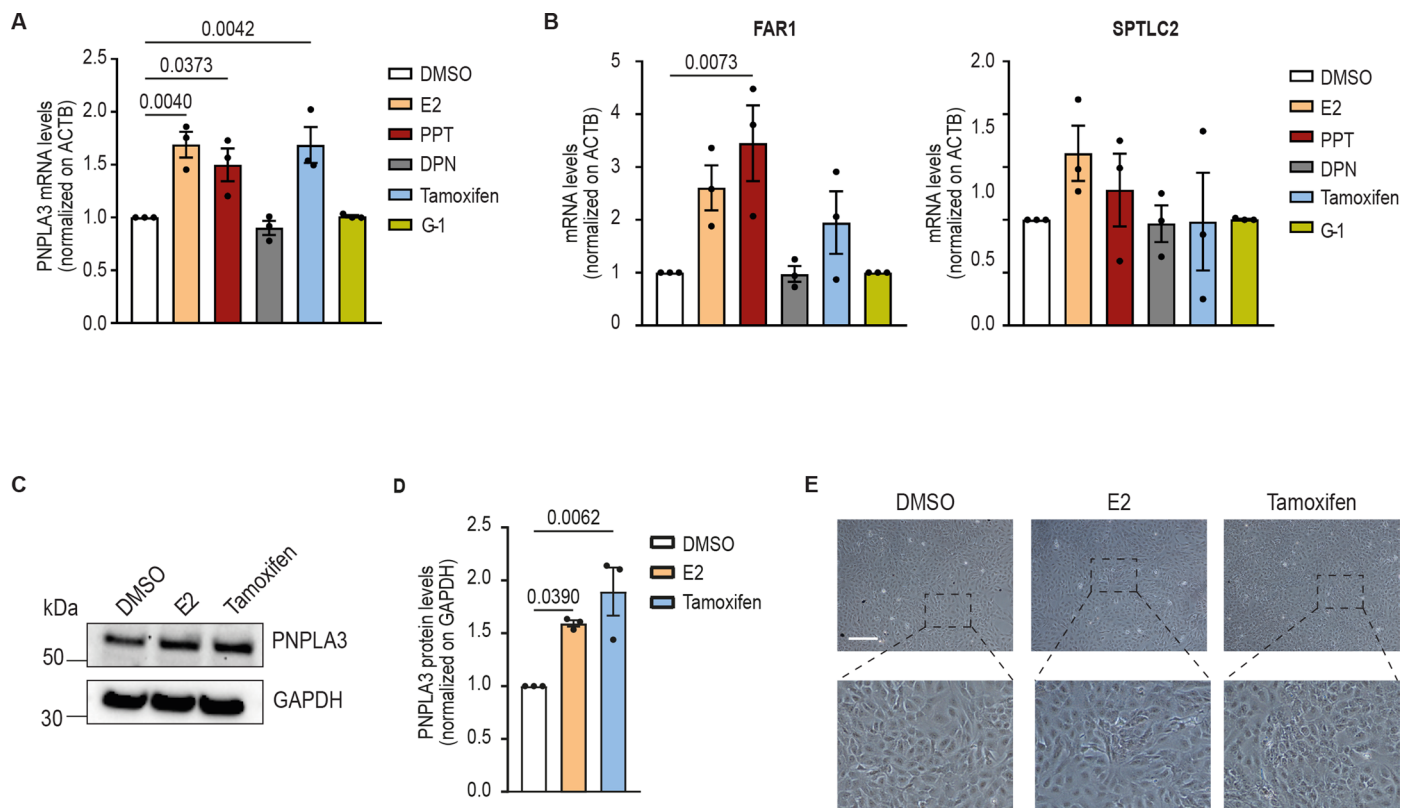 A
0.0042
0.0373
0.0040
PNPLA3 mRNA levels
(normalized on ACTB)
2.5
2.0
1.5
1.0
0.5
0.0
DMSO
E2
PPT
DPN
Tamoxifen
G-1
B
FAR1
0.0073
mRNA levels
(normalized on ACTB)
5
4
3
2
1
0
SPTLC2
mRNA levels
(normalized on ACTB)
2.0
1.5
1.0
0.5
0.0
DMSO
E2
PPT
DPN
Tamoxifen
G-1
C
kDa
DMSO
E2
Tamoxifen
50
PNPLA3
30
GAPDH
D
0.0062
0.0390
PNPLA3 protein levels
(normalized on GAPDH)
2.5
2.0
1.5
1.0
0.5
0.0
DMSO
E2
Tamoxifen
E
DMSO
E2
Tamoxifen